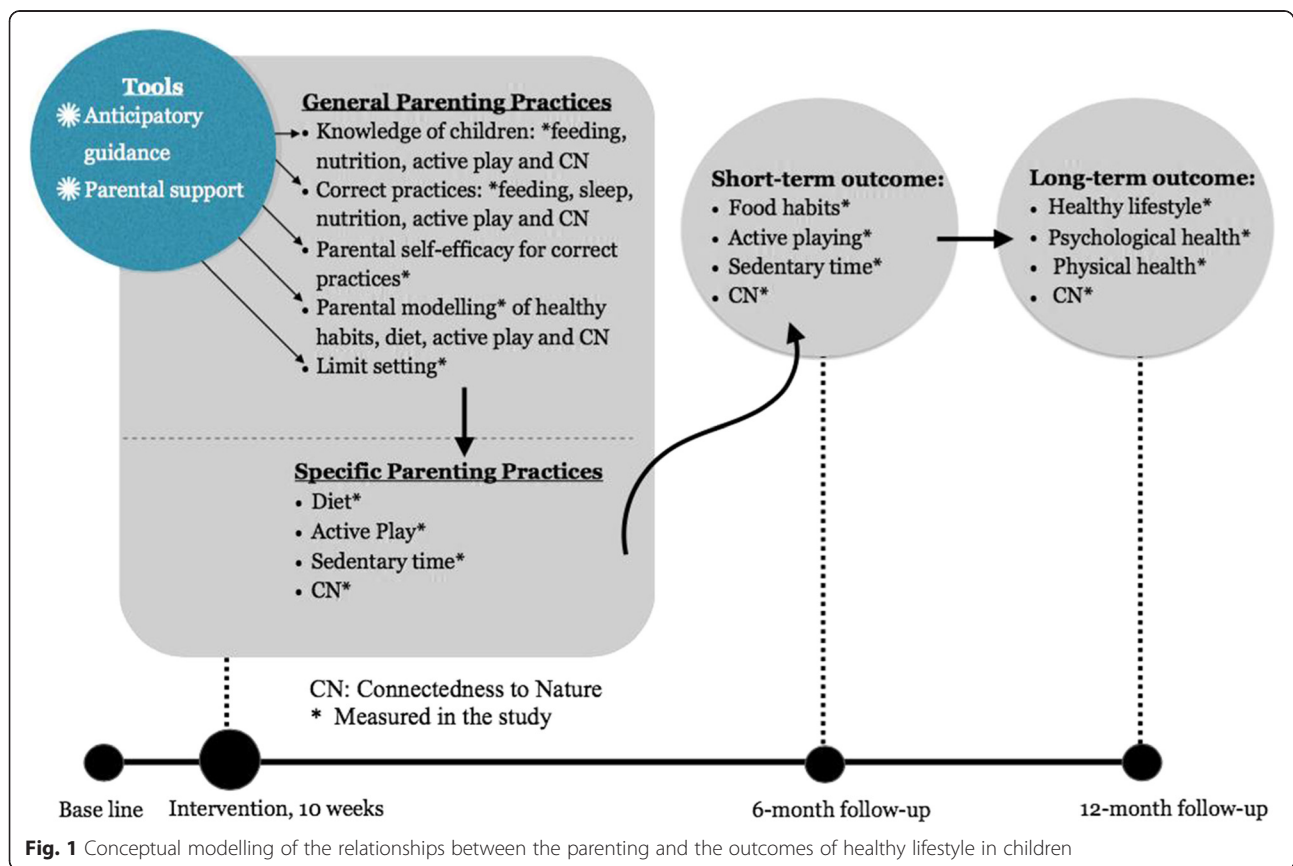 Tools
✺ Anticipatory
guidance
✺ Parental support
General Parenting Practices
• Knowledge of children: *feeding,
nutrition, active play and CN
• Correct practices: *feeding, sleep,
nutrition, active play and CN
• Parental self-efficacy for correct
practices*
• Parental modelling* of healthy
habits, diet, active play and CN
• Limit setting*
Specific Parenting Practices
• Diet*
• Active Play*
• Sedentary time*
• CN*
Short-term outcome:
• Food habits*
• Active playing*
• Sedentary time*
• CN*
Long-term outcome:
• Healthy lifestyle*
• Psychological health*
• Physical health*
• CN*
CN: Connectedness to Nature
* Measured in the study
Base line
Intervention, 10 weeks
6-month follow-up
12-month follow-up
Fig. 1 Conceptual modelling of the relationships between the parenting and the outcomes of healthy lifestyle in children